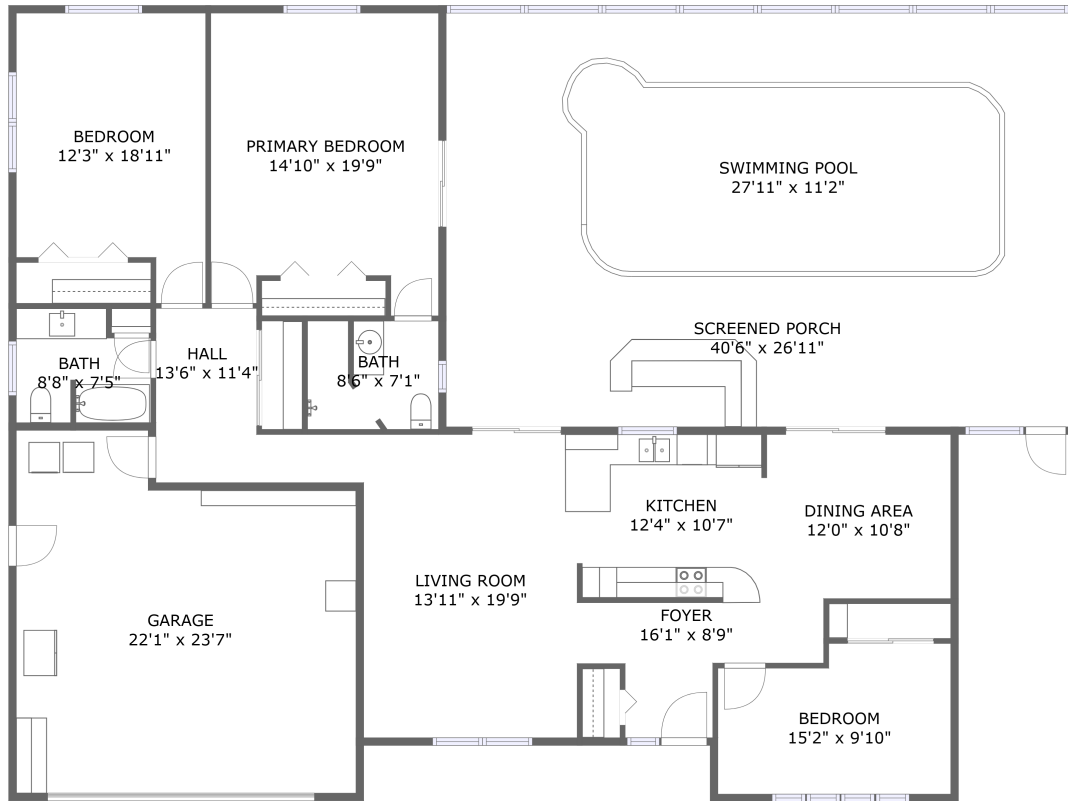 BEDROOM
12'3" x 18'11"
PRIMARY BEDROOM
14'10" x 19'9"
SWIMMING POOL
27'11" x 11'2"
SCREENED PORCH
40'6" x 26'11"
BATH
8'8" x 7'5"
HALL
13'6" x 11'4"
BATH
8'6" x 7'1"
KITCHEN
12'4" x 10'7"
DINING AREA
12'0" x 10'8"
LIVING ROOM
13'11" x 19'9"
FOYER
16'1" x 8'9"
GARAGE
22'1" x 23'7"
BEDROOM
15'2" x 9'10"